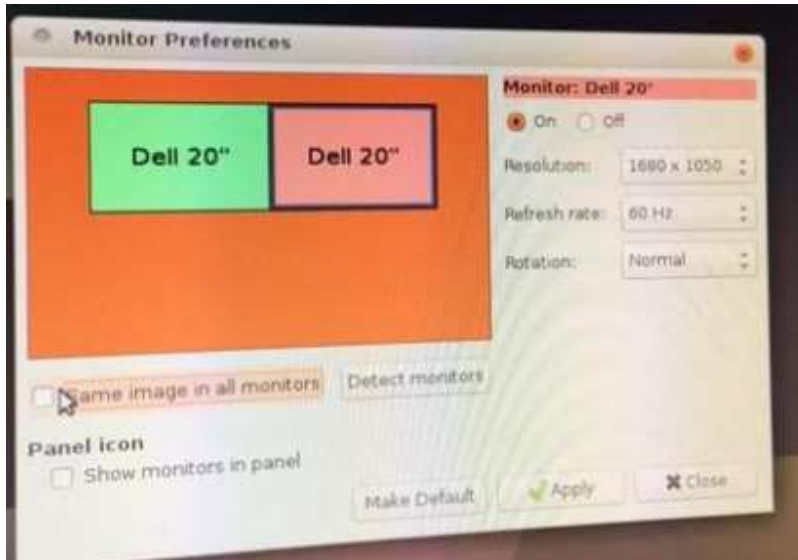 Monitor Preferences
Dell 20"
Dell 20"
Monitor: Dell 20"
On
Off
Resolution:
1680 x 1050
Refresh rate:
60 Hz
Rotation:
Normal
Same image in all monitors
Detect monitors
Panel icon
Show monitors in panel
Make Default
Apply
Close